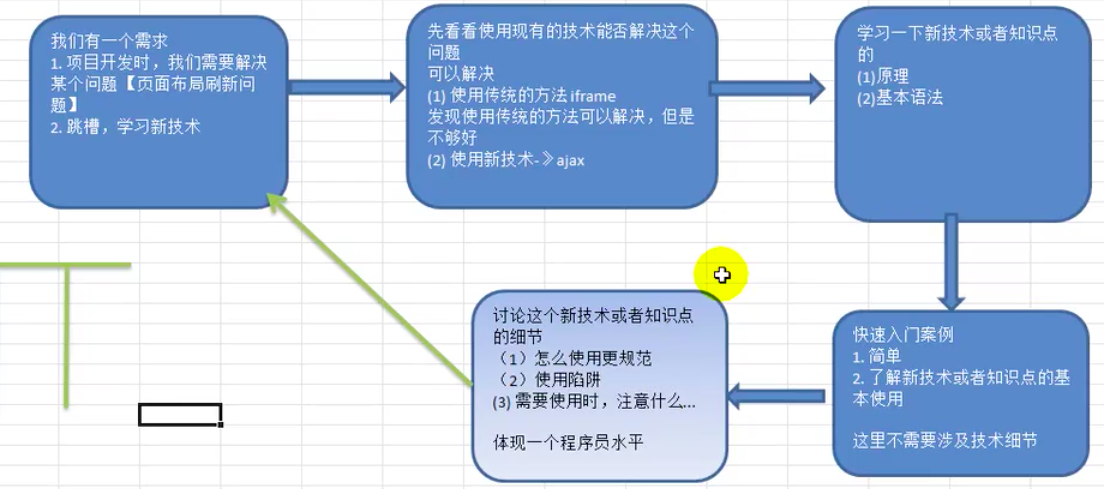 我们有一个需求
1. 项目开发时，我们需要解决
某个问题【页面布局刷新问
题】
2. 跳槽，学习新技术
先看看使用现有的技术能否解决这个
问题
可以解决
(1) 使用传统的方法 iframe
发现使用传统的方法可以解决，但是
不够好
(2) 使用新技术-》ajax
学习一下新技术或者知识点
的
(1)原理
(2)基本语法
快速入门案例
1. 简单
2. 了解新技术或者知识点的基
本使用
这里不需要涉及技术细节
讨论这个新技术或者知识点
的细节
（1）怎么使用更规范
（2）使用陷阱
(3) 需要使用时，注意什么...
体现一个程序员水平